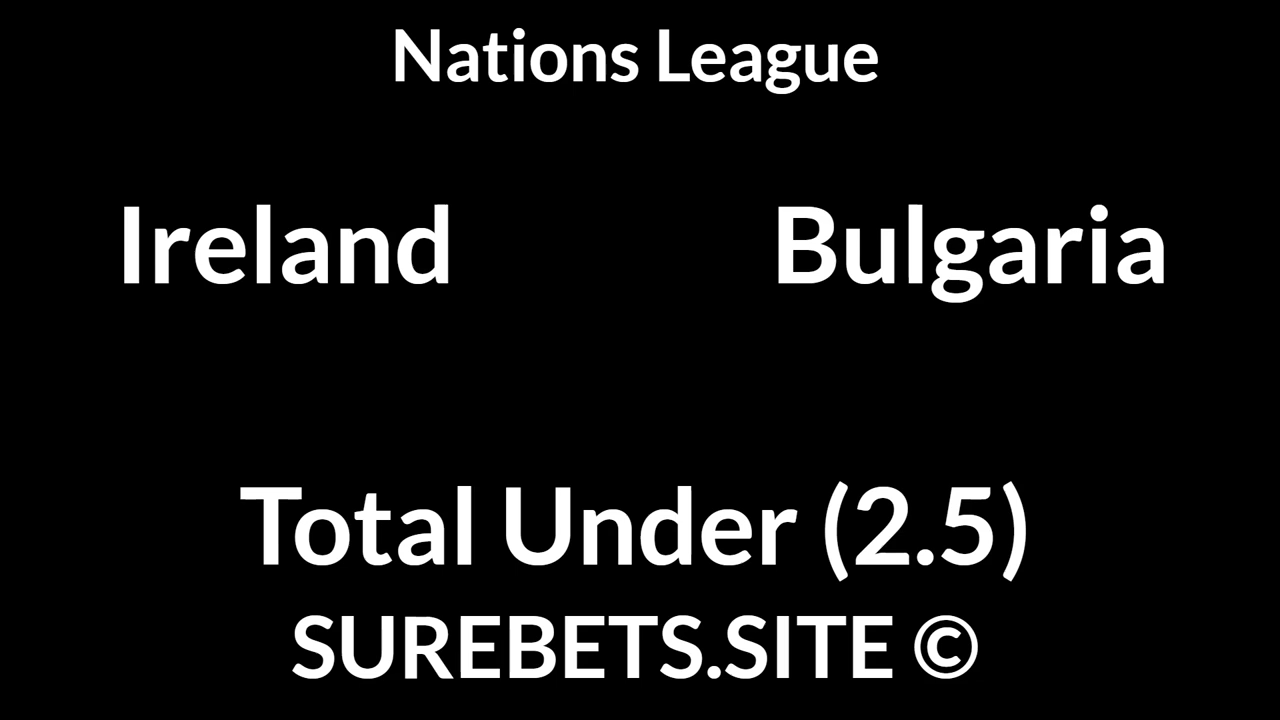 Nations League
Ireland Bulgaria
Total Under (2.5)
SUREBETS.SITE ©